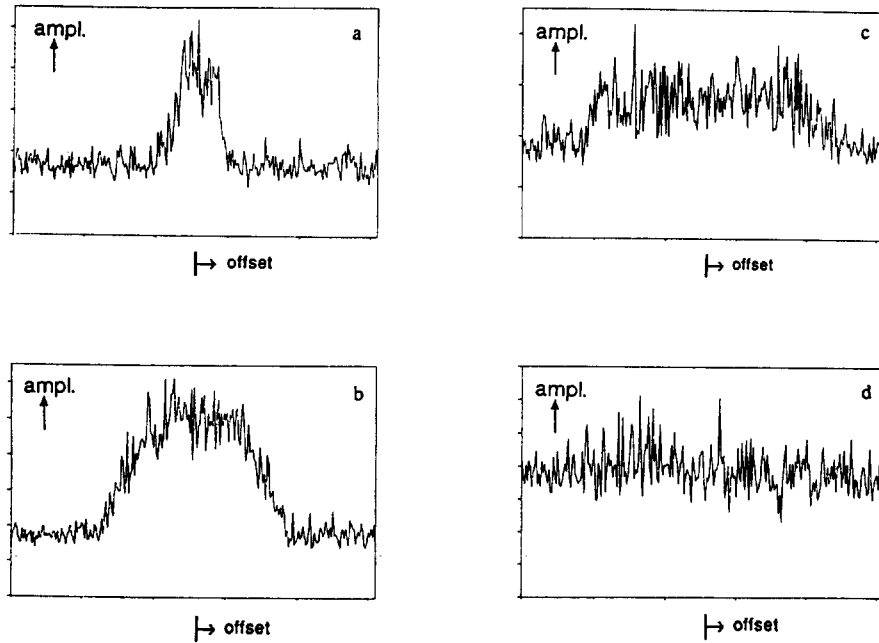 ampl.
a
offset
ampl.
c
offset
ampl.
b
offset
ampl.
d
offset